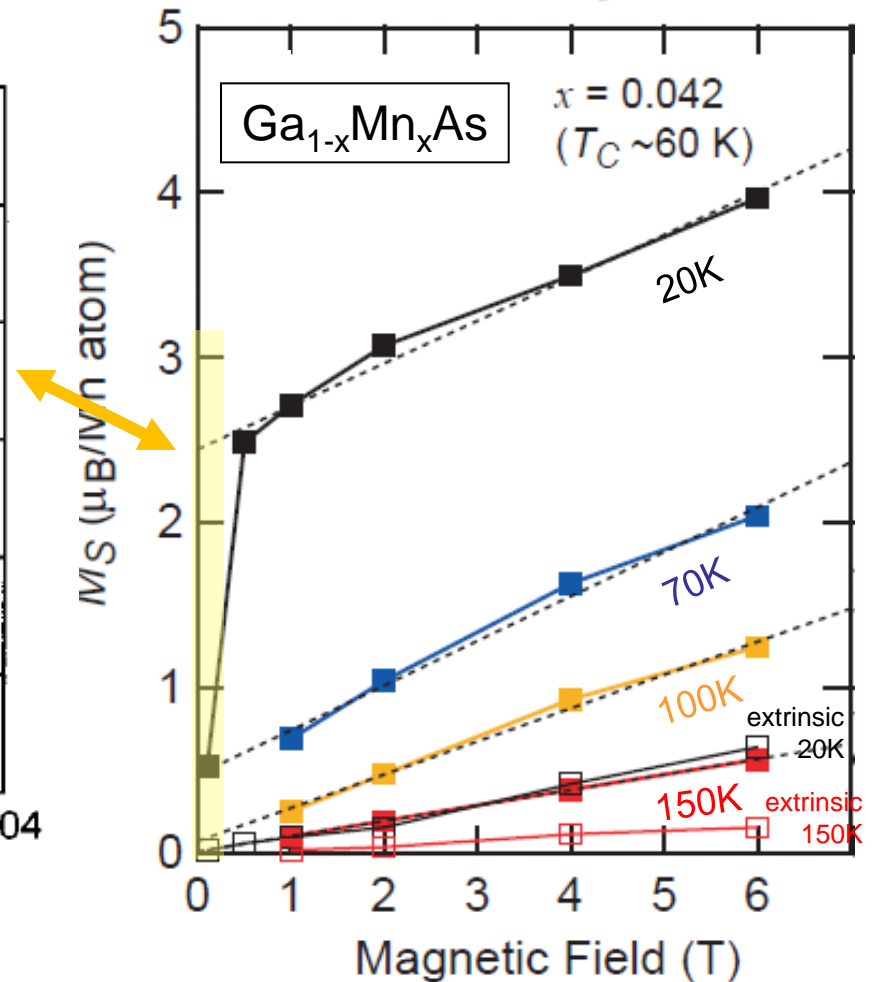 5
4
3
2
1
0
Ga1-xMnxAs
x = 0.042
(TC ~60 K)
MS (μB/Mn atom)
20K
70K
100K
extrinsic
20K
150K
extrinsic
150K
04
0 1 2 3 4 5 6
Magnetic Field (T)